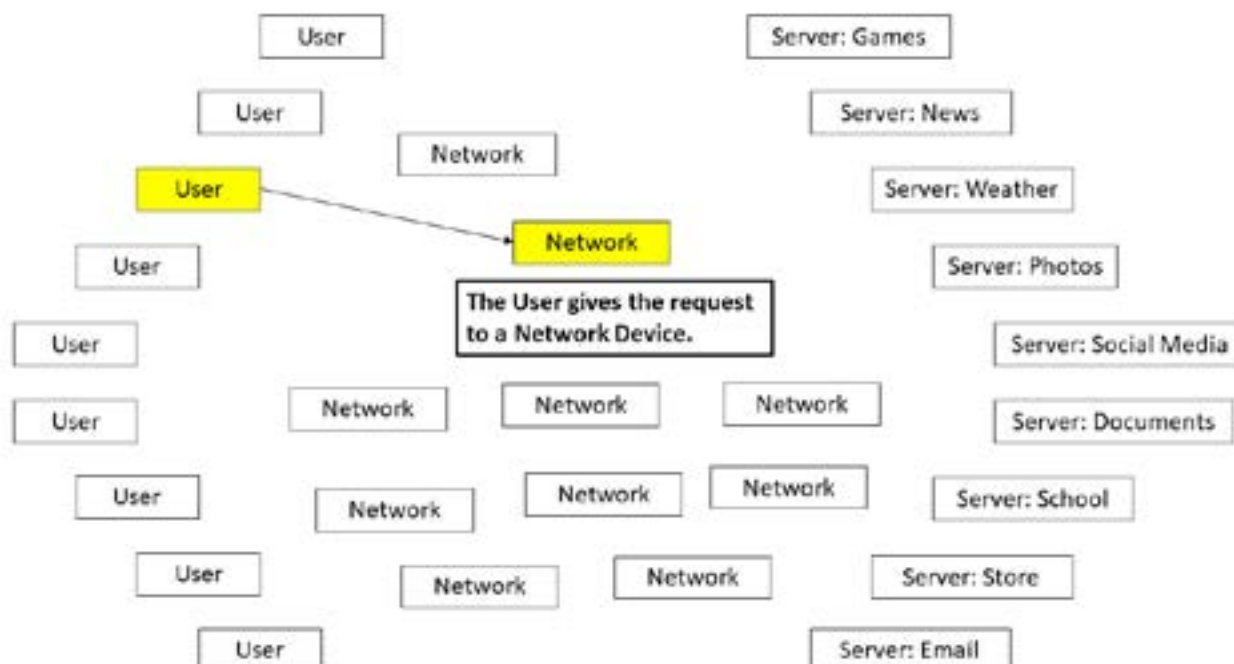 User
Server: Games
User
Server: News
Network
User
Server: Weather
Network
User
Server: Photos
The User gives the request
to a Network Device.
User
Server: Social Media
Network
Network
Network
User
Server: Documents
User
Network
Network
Network
Server: School
User
Network
Network
Server: Store
User
Server: Email